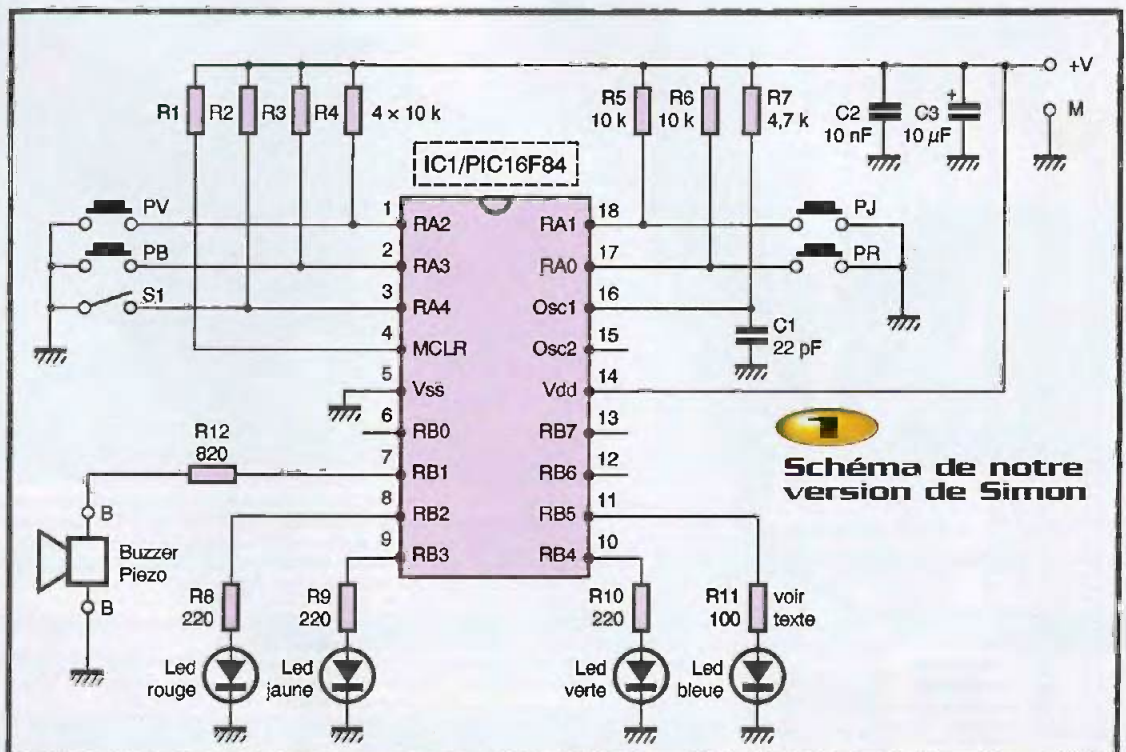 R1 R2 R3 R4 4 × 10 k
R5
10 k
R6
10 k
R7
4,7 k
C2
10 nF
+
C3
10 µF
+V
M
IC1/PIC16F84
PV
PB
S1
1 RA2
2 RA3
3 RA4
4 MCLR
5 Vss
6 RB0
7 RB1
8 RB2
9 RB3
RA1 18
RA0 17
Osc1 16
Osc2 15
Vdd 14
RB7 13
RB6 12
RB5 11
RB4 10
PJ
PR
C1
22 pF
1
Schéma de notre
version de Simon
R12
820
B
Buzzer
Piezo
B
R8
220
Led
rouge
R9
220
Led
jaune
R10
220
Led
verte
R11
100
voir
texte
Led
bleue